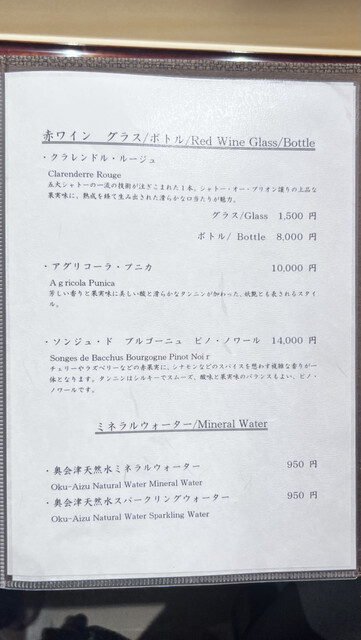 赤ワイン　グラス/ボトル/Red Wine Glass/Bottle
・クラレンドル・ルージュ
Clarenderre Rouge
五大シャトーの一流の技術が注ぎこまれた1本。シャトー・オー・ブリオン譲りの上品な
果実味に、熟成を経て生み出された滑らかな口当たりが魅力。
グラス/Glass　1,500 円
ボトル/ Bottle　8,000 円
・アグリコーラ・プニカ　10,000 円
Agricola Punica
芳しい香りと果実味に美しい酸と滑らかなタンニンが加わった、妖艶とも表されるスタイ
ル。
・ソンジュ・ド　ブルゴーニュ　ピノ・ノワール　14,000 円
Songes de Bacchus Bourgogne Pinot Noir
チェリーやラズベリーなどの赤果実に、シナモンなどのスパイスを思わす複雑な香りが一
体となります。タンニンはシルキーでスムーズ、酸味と果実味のバランスもよい、ピノ・
ノワールです。
ミネラルウォーター/Mineral Water
・奥会津天然水ミネラルウォーター　950 円
Oku-Aizu Natural Water Mineral Water
・奥会津天然水スパークリングウォーター　950 円
Oku-Aizu Natural Water Sparkling Water